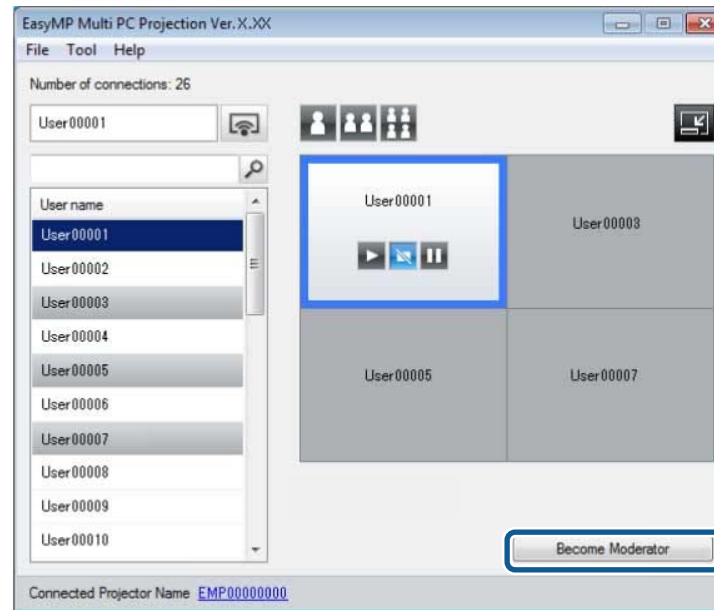 EasyMP Multi PC Projection Ver.X.XX
File Tool Help
Number of connections: 26
User00001
User name
User00001
User00002
User00003
User00004
User00005
User00006
User00007
User00008
User00009
User00010
User00001
User00003
User00005
User00007
Become Moderator
Connected Projector Name EMP00000000